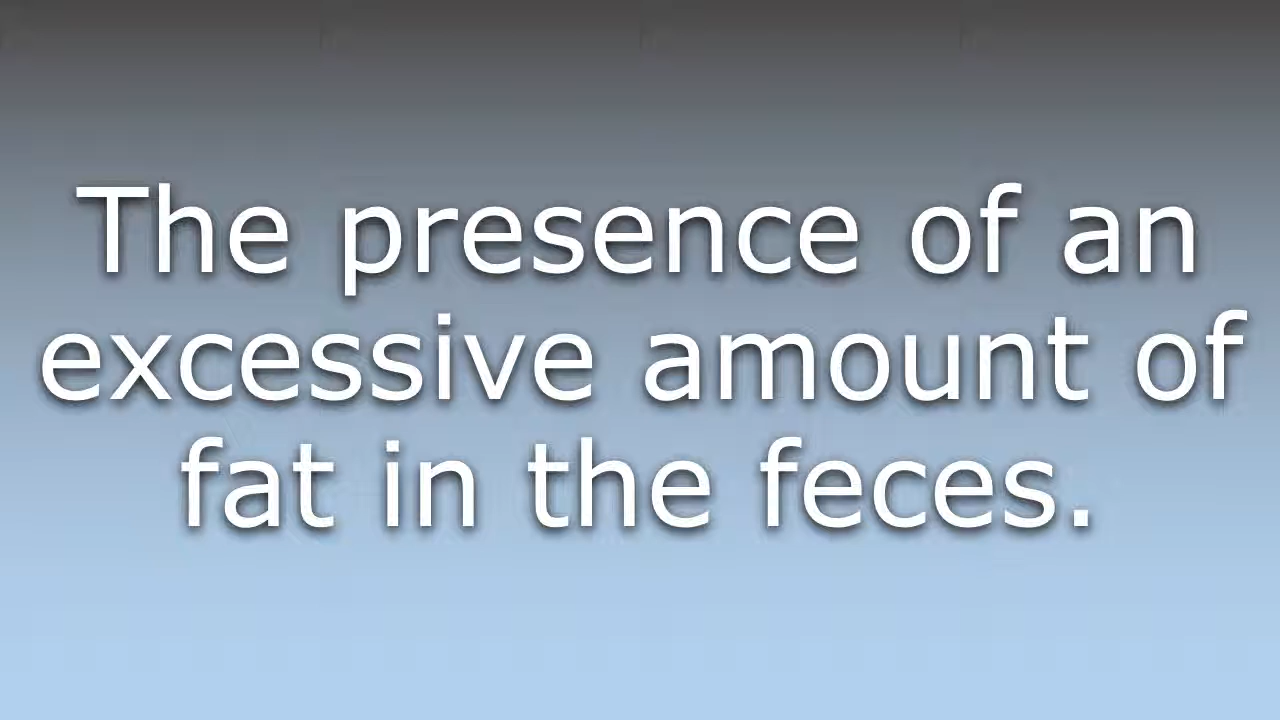 The presence of an
excessive amount of
fat in the feces.